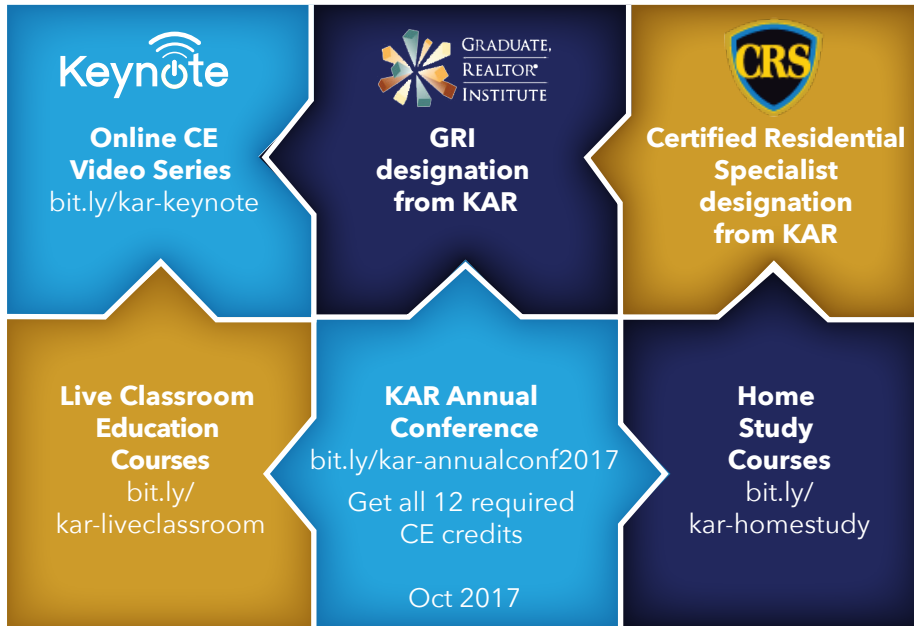 Keynote
Online CE
Video Series
bit.ly/kar-keynote
GRADUATE,
REALTOR®
INSTITUTE
GRI
designation
from KAR
CRS
Certified Residential
Specialist
designation
from KAR
Live Classroom
Education
Courses
bit.ly/
kar-liveclassroom
KAR Annual
Conference
bit.ly/kar-annualconf2017
Get all 12 required
CE credits
Oct 2017
Home
Study
Courses
bit.ly/
kar-homestudy